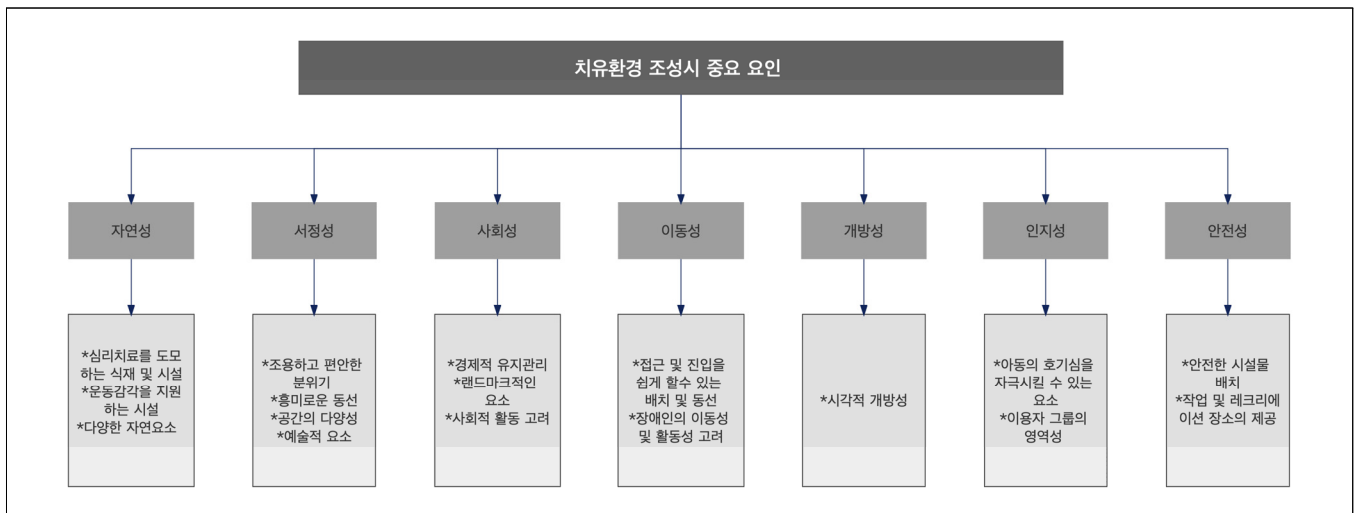 치유환경 조성시 중요 요인
자연성
서정성
사회성
이동성
개방성
인지성
안전성
*심리치료를 도모
하는 식재 및 시설
*운동감각을 지원
하는 시설
*다양한 자연요소
*조용하고 편안한
분위기
*흥미로운 동선
*공간의 다양성
*예술적 요소
*경제적 유지관리
*랜드마크적인
요소
*사회적 활동 고려
*접근 및 진입을
쉽게 할수 있는
배치 및 동선
*장애인의 이동성
및 활동성 고려
*시각적 개방성
*아동의 호기심을
자극시킬 수 있는
요소
*이용자 그룹의
영역성
*안전한 시설물
배치
*작업 및 레크리에
이션 장소의 제공